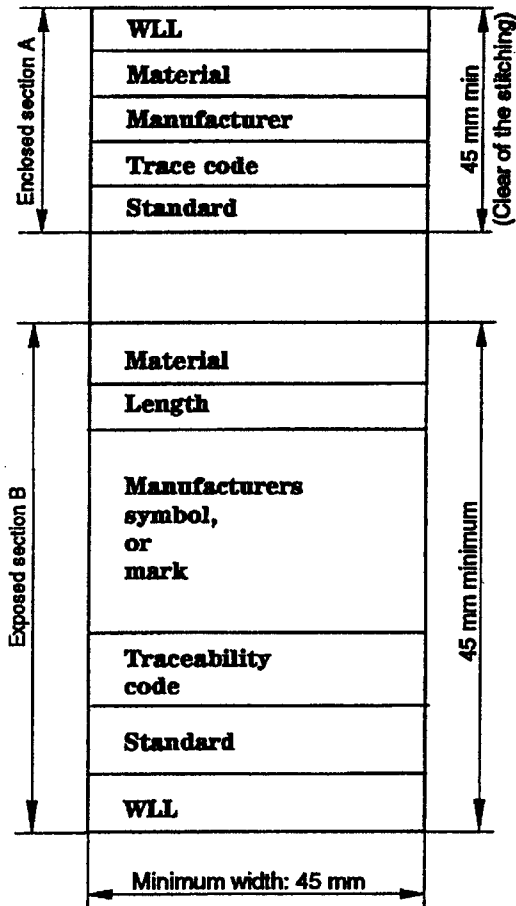 WLL
Material
Manufacturer
Trace code
Standard
Enclosed section A
45 mm min
(Clear of the stitching)
Material
Length
Manufacturers
symbol,
or
mark
Traceability
code
Standard
WLL
Exposed section B
45 mm minimum
Minimum width: 45 mm